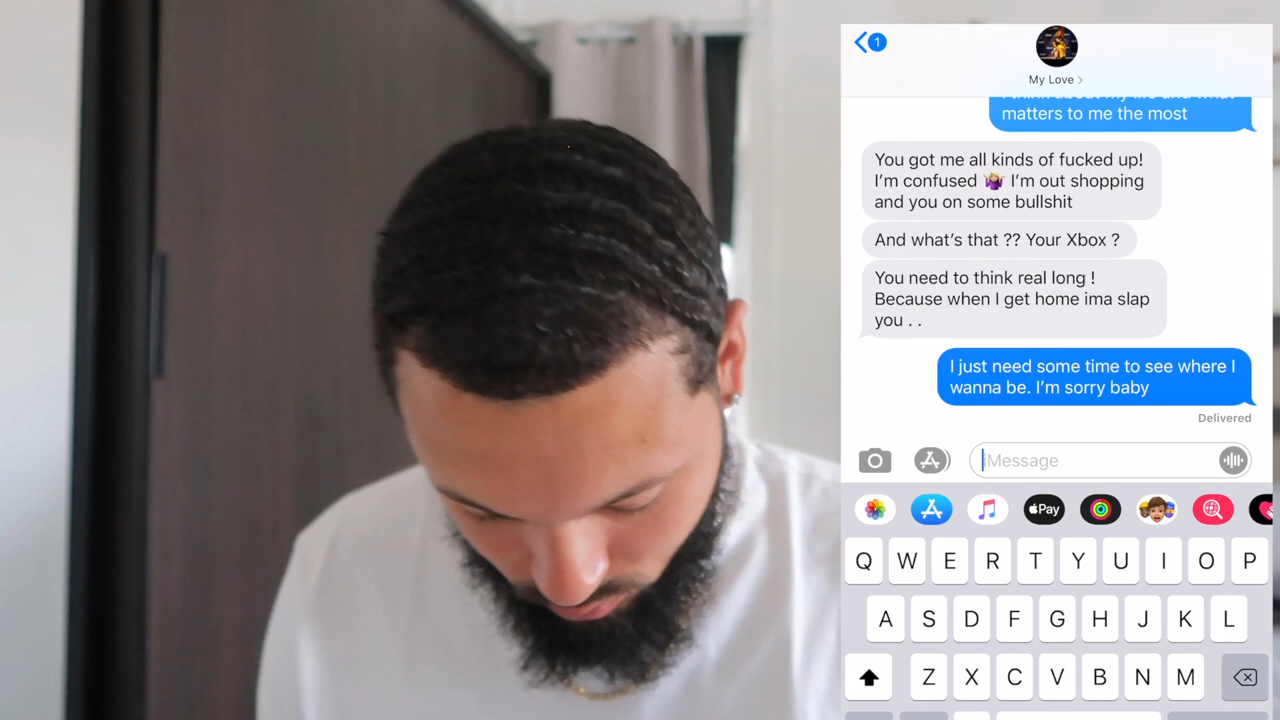 1
My Love >
matters to me the most
You got me all kinds of fucked up!
I'm confused 🤷🏼‍♀️ I'm out shopping
and you on some bullshit
And what's that ?? Your Xbox ?
You need to think real long !
Because when I get home ima slap
you . .
I just need some time to see where I
wanna be. I'm sorry baby
Delivered
iMessage
Pay
Q W E R T Y U I O P
A S D F G H J K L
Z X C V B N M